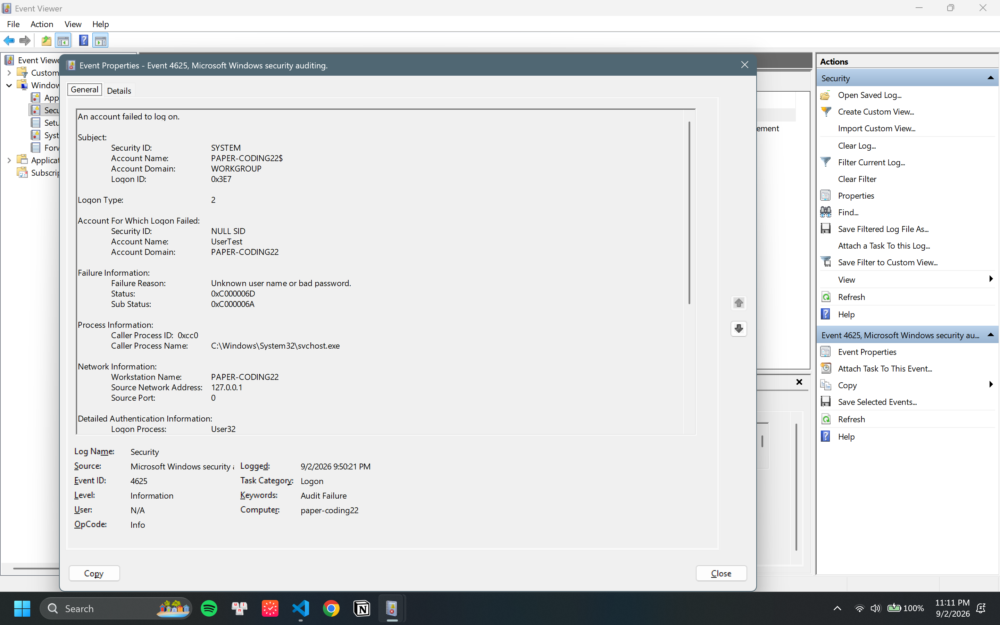 Event Viewer
File Action View Help
Event Viewe
Custom
Window
App
Secu
Setu
Syst
Forw
Applicat
Subscrip
Event Properties - Event 4625, Microsoft Windows security auditing.
General Details
An account failed to log on.
Subject:
Security ID: SYSTEM
Account Name: PAPER-CODING22$
Account Domain: WORKGROUP
Logon ID: 0x3E7
Logon Type: 2
Account For Which Logon Failed:
Security ID: NULL SID
Account Name: UserTest
Account Domain: PAPER-CODING22
Failure Information:
Failure Reason: Unknown user name or bad password.
Status: 0xC000006D
Sub Status: 0xC000006A
Process Information:
Caller Process ID: 0xcc0
Caller Process Name: C:\Windows\System32\svchost.exe
Network Information:
Workstation Name: PAPER-CODING22
Source Network Address: 127.0.0.1
Source Port: 0
Detailed Authentication Information:
Logon Process: User32
Log Name: Security
Source: Microsoft Windows security a Logged: 9/2/2026 9:50:21 PM
Event ID: 4625 Task Category: Logon
Level: Information Keywords: Audit Failure
User: N/A Computer: paper-coding22
OpCode: Info
Copy Close
ement
Actions
Security
Open Saved Log...
Create Custom View...
Import Custom View...
Clear Log...
Filter Current Log...
Clear Filter
Properties
Find...
Save Filtered Log File As...
Attach a Task To this Log...
Save Filter to Custom View...
View
Refresh
Help
Event 4625, Microsoft Windows security au...
Event Properties
Attach Task To This Event...
Copy
Save Selected Events...
Refresh
Help
Search
100%
11:11 PM
9/2/2026